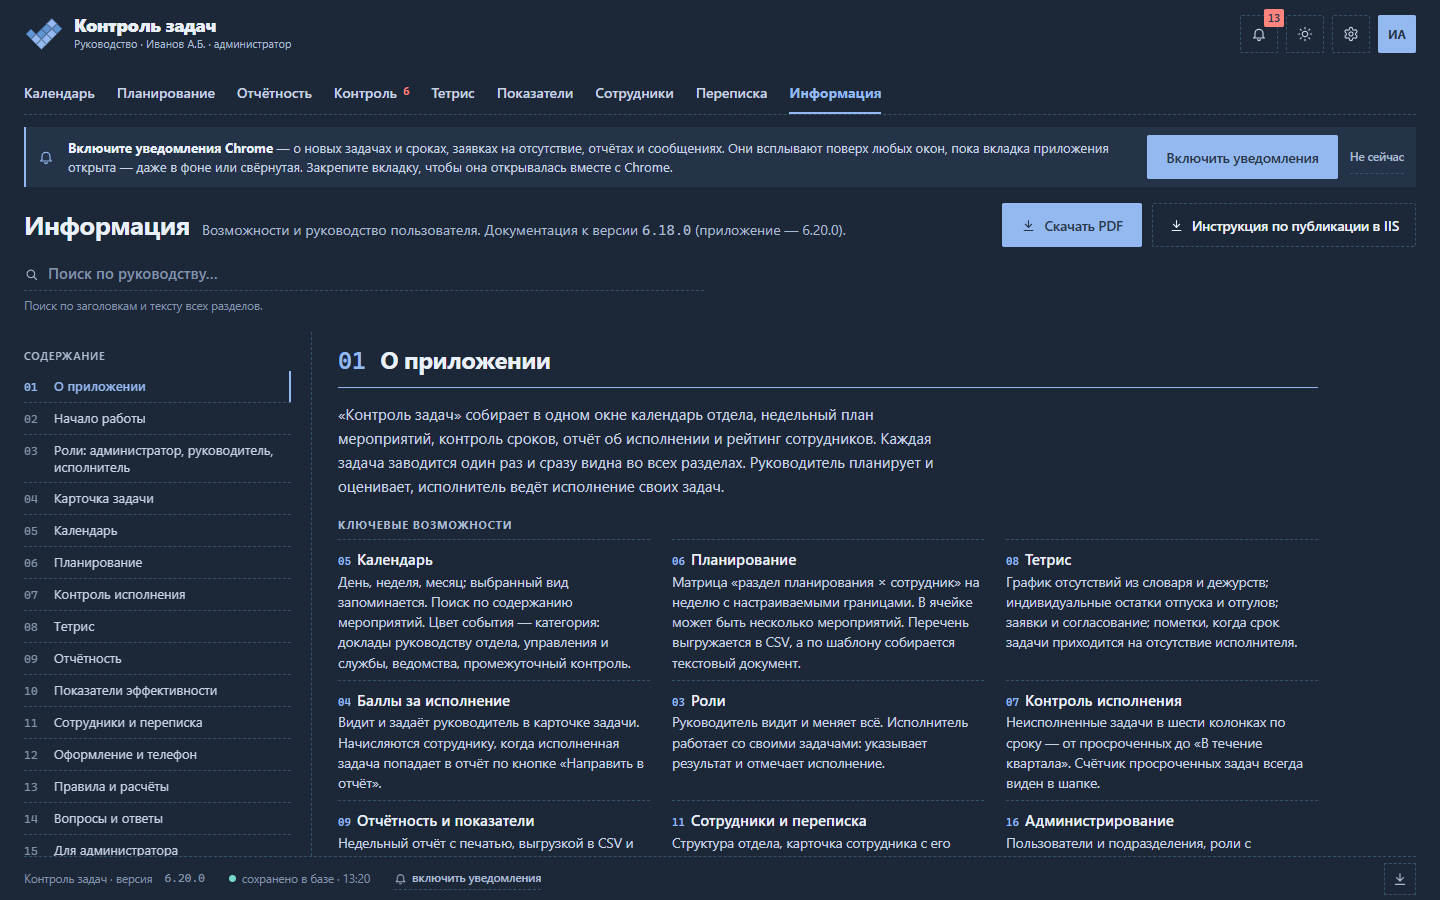 Контроль задач
Руководство · Иванов А.Б. · администратор
13
ИА
Календарь Планирование Отчётность Контроль 6 Тетрис Показатели Сотрудники Переписка Информация
Включите уведомления Chrome — о новых задачах и сроках, заявках на отсутствие, отчётах и сообщениях. Они всплывают поверх любых окон, пока вкладка приложения
открыта — даже в фоне или свёрнутая. Закрепите вкладку, чтобы она открывалась вместе с Chrome.
Включить уведомления
Не сейчас
Информация
Возможности и руководство пользователя. Документация к версии 6.18.0 (приложение — 6.20.0).
Скачать PDF
Инструкция по публикации в IIS
Поиск по руководству...
Поиск по заголовкам и тексту всех разделов.
СОДЕРЖАНИЕ
01 О приложении
02 Начало работы
03 Роли: администратор, руководитель,
исполнитель
04 Карточка задачи
05 Календарь
06 Планирование
07 Контроль исполнения
08 Тетрис
09 Отчётность
10 Показатели эффективности
11 Сотрудники и переписка
12 Оформление и телефон
13 Правила и расчёты
14 Вопросы и ответы
15 Для администратора
01 О приложении
«Контроль задач» собирает в одном окне календарь отдела, недельный план
мероприятий, контроль сроков, отчёт об исполнении и рейтинг сотрудников. Каждая
задача заводится один раз и сразу видна во всех разделах. Руководитель планирует и
оценивает, исполнитель ведёт исполнение своих задач.
КЛЮЧЕВЫЕ ВОЗМОЖНОСТИ
05 Календарь
День, неделя, месяц; выбранный вид
запоминается. Поиск по содержанию
мероприятий. Цвет события — категория:
доклады руководству отдела, управления и
службы, ведомства, промежуточный контроль.
06 Планирование
Матрица «раздел планирования × сотрудник» на
неделю с настраиваемыми границами. В ячейке
может быть несколько мероприятий. Перечень
выгружается в CSV, а по шаблону собирается
текстовый документ.
08 Тетрис
График отсутствий из словаря и дежурств;
индивидуальные остатки отпуска и отгулов;
заявки и согласование; пометки, когда срок
задачи приходится на отсутствие исполнителя.
04 Баллы за исполнение
Видит и задаёт руководитель в карточке задачи.
Начисляются сотруднику, когда исполненная
задача попадает в отчёт по кнопке «Направить в
отчёт».
03 Роли
Руководитель видит и меняет всё. Исполнитель
работает со своими задачами: указывает
результат и отмечает исполнение.
07 Контроль исполнения
Неисполненные задачи в шести колонках по
сроку — от просроченных до «В течение
квартала». Счётчик просроченных задач всегда
виден в шапке.
09 Отчётность и показатели
Недельный отчёт с печатью, выгрузкой в CSV и
11 Сотрудники и переписка
Структура отдела, карточка сотрудника с его
16 Администрирование
Пользователи и подразделения, роли с
Контроль задач · версия 6.20.0
сохранено в базе · 13:20
включить уведомления